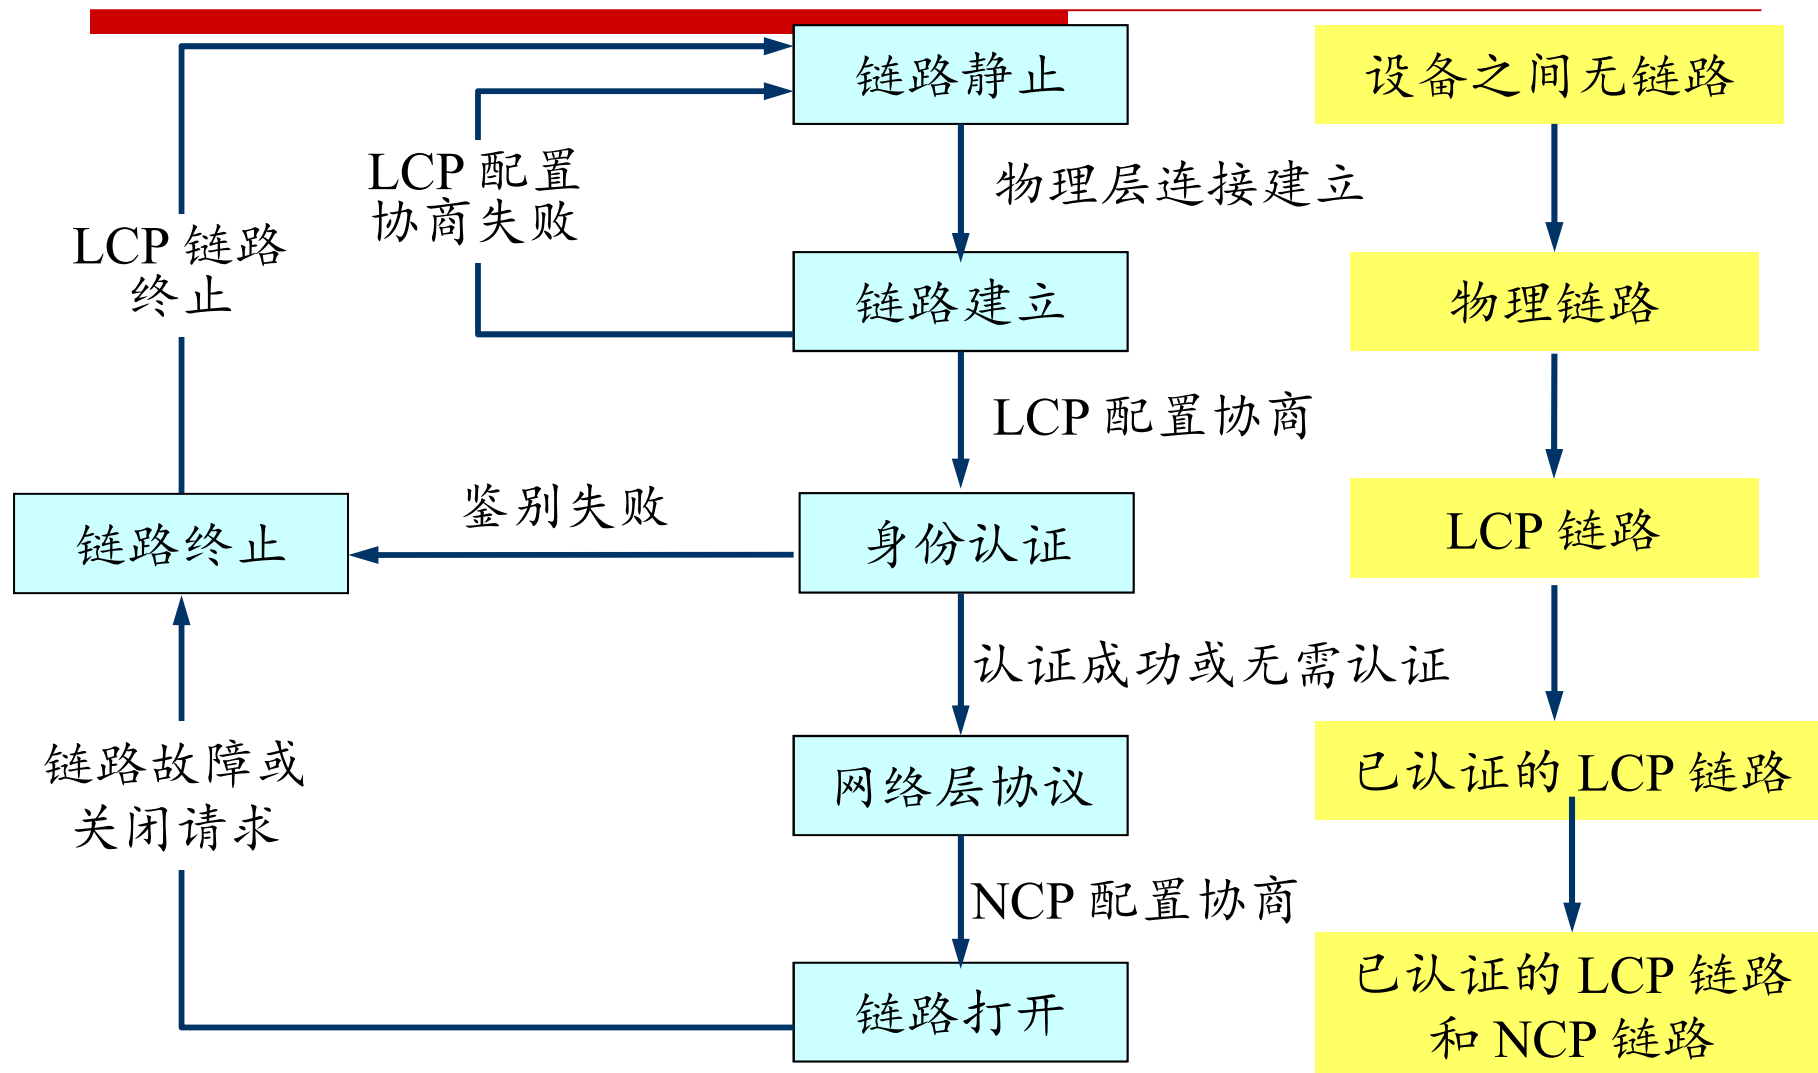 链路静止
设备之间无链路
LCP 配置
协商失败
物理层连接建立
LCP 链路
终止
链路建立
物理链路
LCP 配置协商
鉴别失败
链路终止
身份认证
LCP 链路
认证成功或无需认证
链路故障或
关闭请求
网络层协议
已认证的 LCP 链路
NCP 配置协商
链路打开
已认证的 LCP 链路
和 NCP 链路